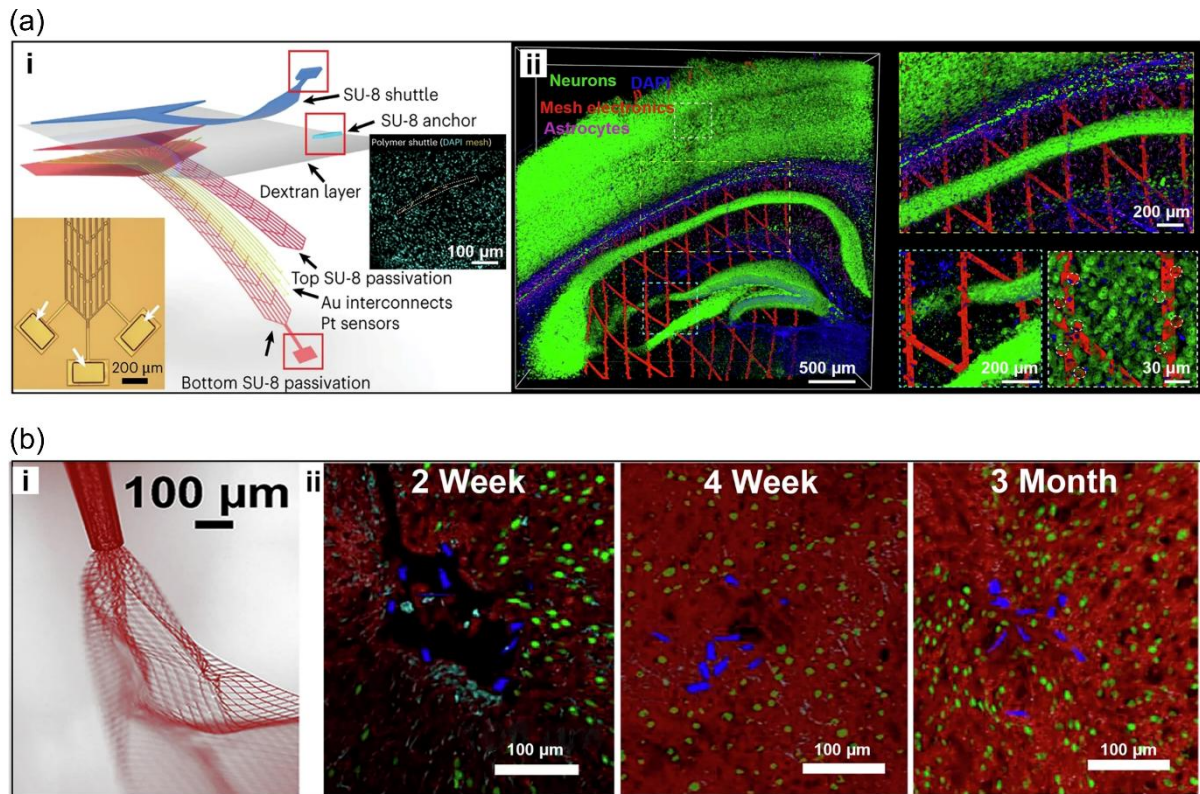 (a)
i
SU-8 shuttle
SU-8 anchor
Polymer shuttle (DAPI mesh)
Dextran layer
100 μm
Top SU-8 passivation
Au interconnects
Pt sensors
200 μm
Bottom SU-8 passivation
ii
Neurons DAPI
Mesh electronics
Astrocytes
500 μm
200 μm
200 μm
30 μm
(b)
i
100 μm
ii
2 Week
4 Week
3 Month
100 μm
100 μm
100 μm